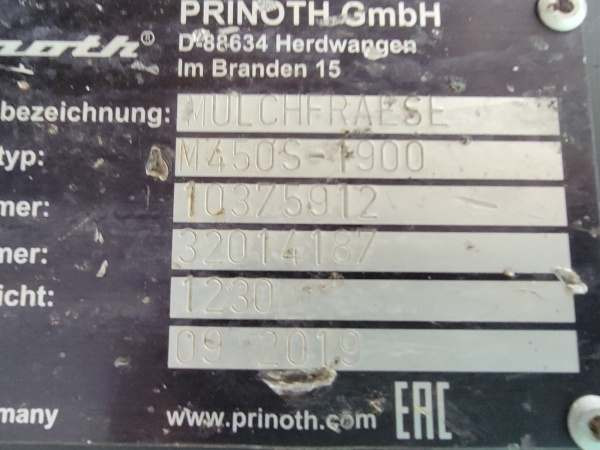 PRINOTH GmbH
noth®
D-88634 Herdwangen
Im Branden 15
bezeichnung: MULCHFRAESE
typ: M450S-1900
mer: 10375912
mer: 32014187
icht: 1230
09 2019
many www.prinoth.com EAC